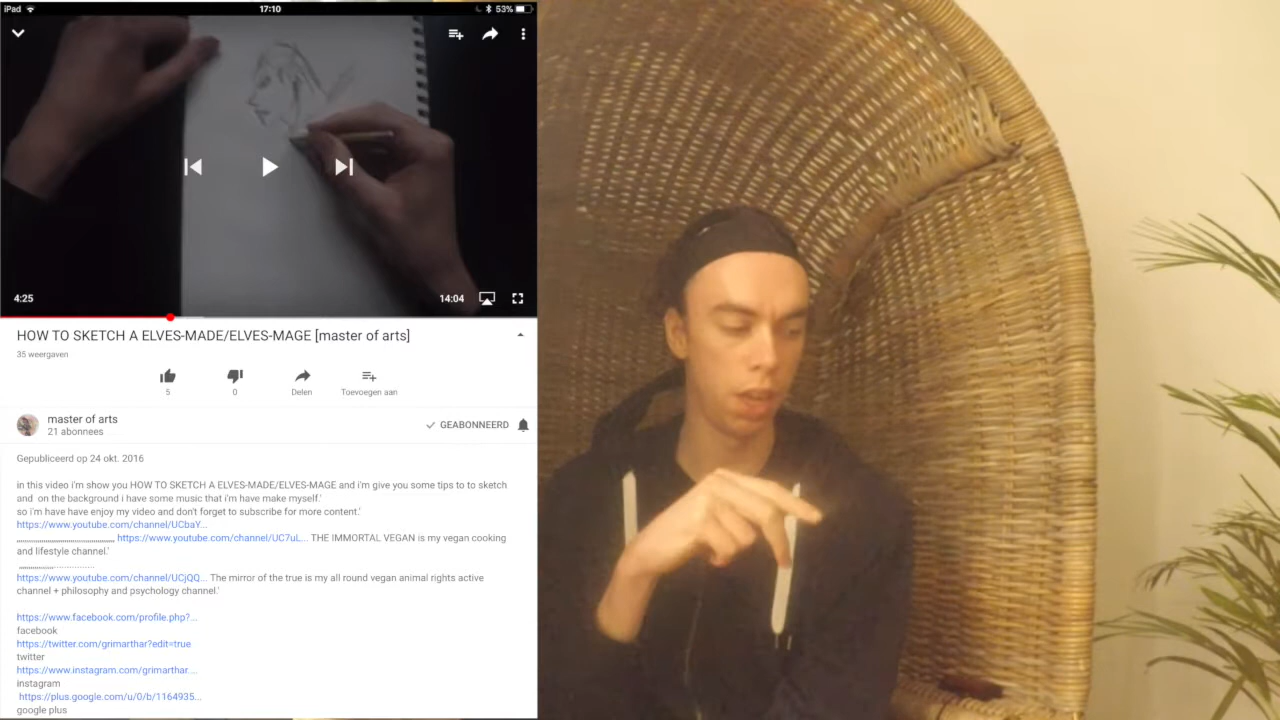 iPad 17:10 53%
4:25 14:04
HOW TO SKETCH A ELVES-MADE/ELVES-MAGE [master of arts]
35 weergaven
5 0 Delen Toevoegen aan
master of arts
21 abonnees
GEABONNEERD
Gepubliceerd op 24 okt. 2016
in this video i'm show you HOW TO SKETCH A ELVES-MADE/ELVES-MAGE and i'm give you some tips to to sketch
and on the background i have some music that i'm have make myself.'
so i'm have have enjoy my video and don't forget to subscribe for more content.'
https://www.youtube.com/channel/UCbaY...
https://www.youtube.com/channel/UC7uL... THE IMMORTAL VEGAN is my vegan cooking
and lifestyle channel.'
https://www.youtube.com/channel/UCjQQ... The mirror of the true is my all round vegan animal rights active
channel + philosophy and psychology channel.'
https://www.facebook.com/profile.php?...
facebook
https://twitter.com/grimarthar?edit=true
twitter
https://www.instagram.com/grimarthar....
instagram
https://plus.google.com/u/0/b/1164935...
google plus